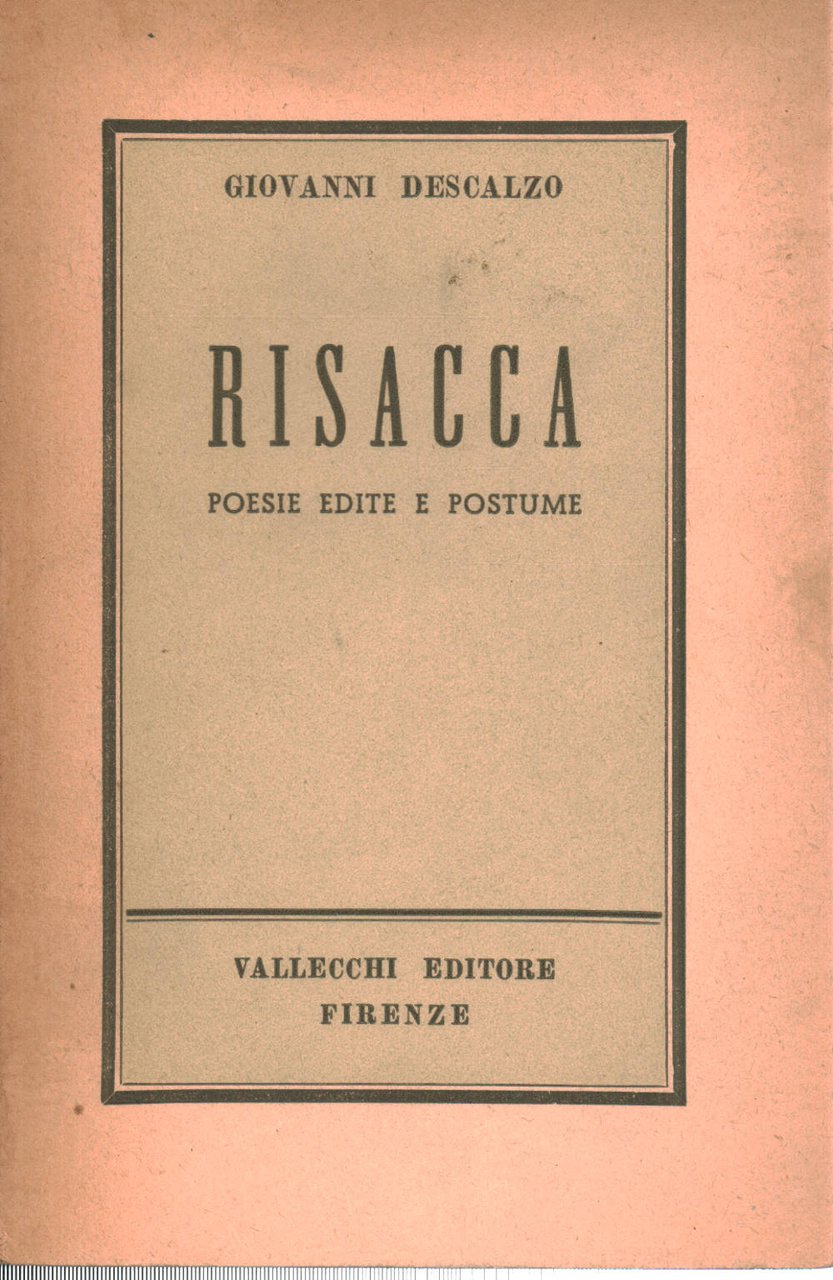 GIOVANNI DESCALZO
RISACCA
POESIE EDITE E POSTUME
VALLECCHI EDITORE
FIRENZE